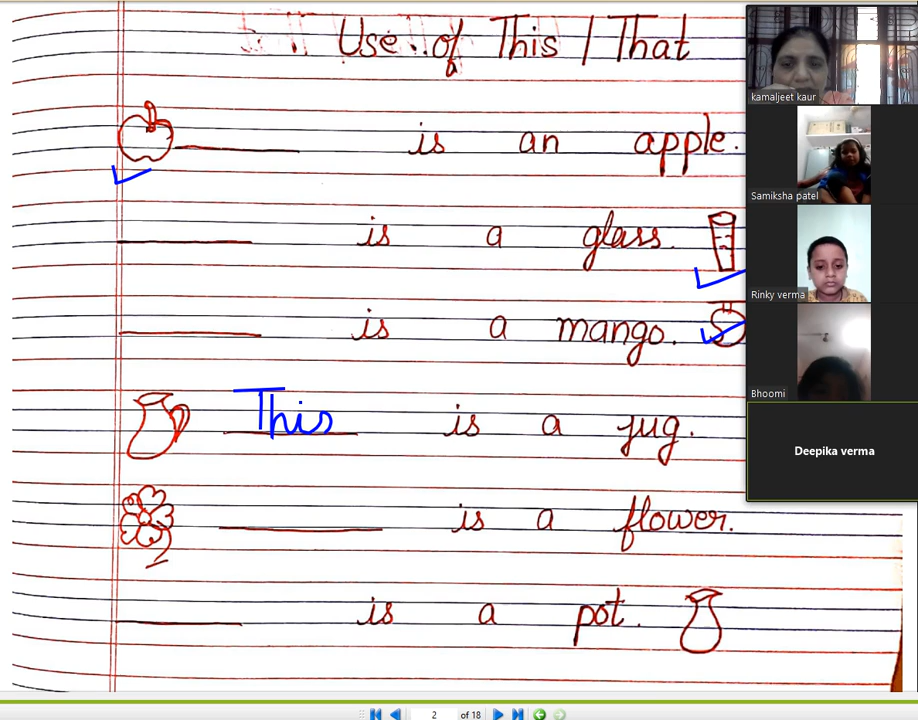 Use of This / That
kamaljeet kaur
______ is an apple.
Samiksha patel
______ is a glass.
Rinky verma
______ is a mango.
Bhoomi
This is a jug.
Deepika verma
______ is a flower.
______ is a pot.
2 of 18